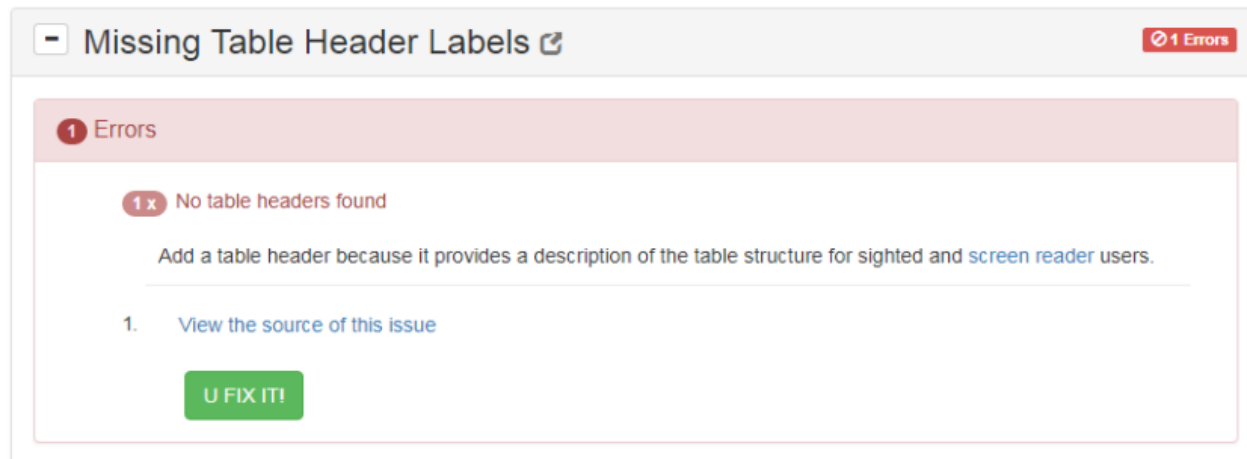 Missing Table Header Labels
1 Errors
1 Errors
1 x No table headers found
Add a table header because it provides a description of the table structure for sighted and screen reader users.
1. View the source of this issue
U FIX IT!